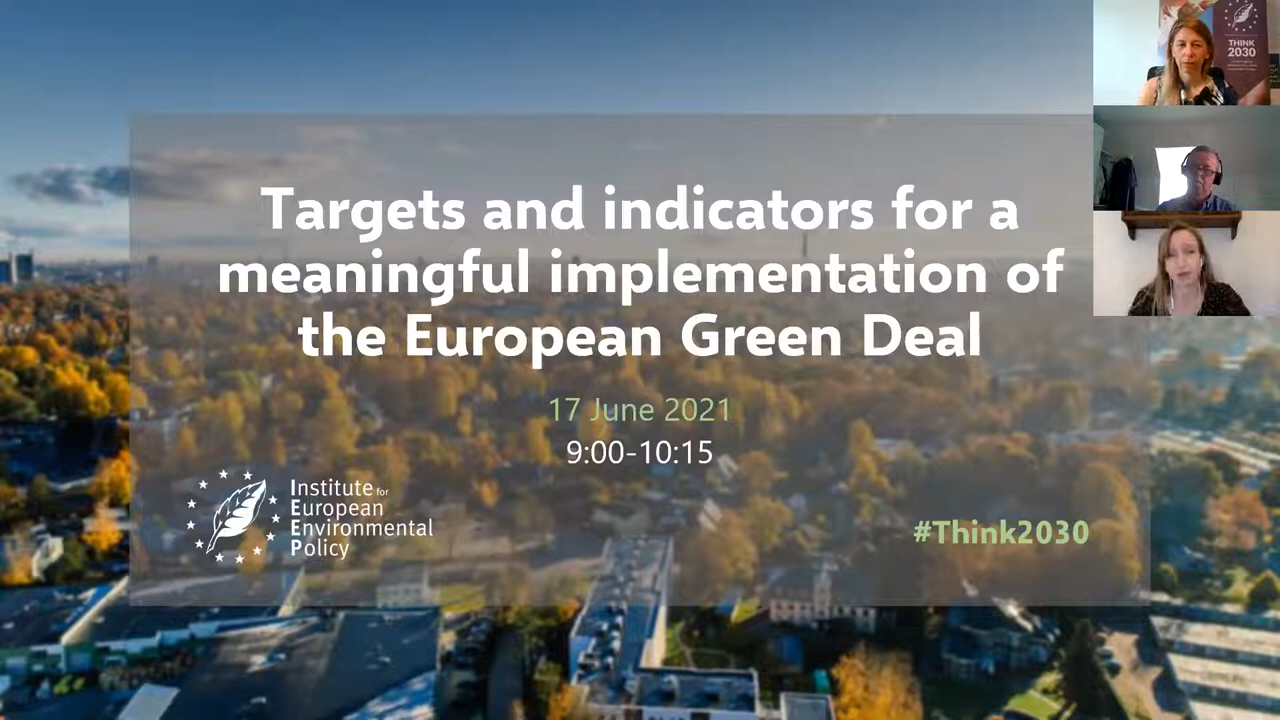 Targets and indicators for a
meaningful implementation of
the European Green Deal
17 June 2021
9:00-10:15
Institute for
European
Environmental
Policy
#Think2030
THINK
2030